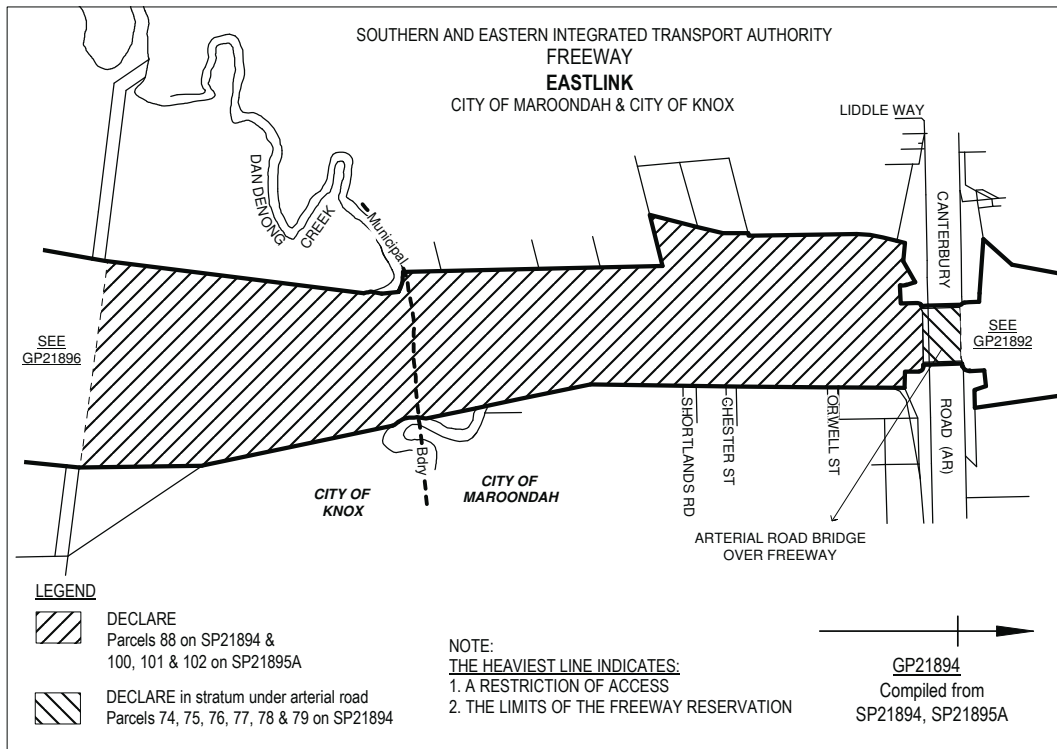 SOUTHERN AND EASTERN INTEGRATED TRANSPORT AUTHORITY
FREEWAY
EASTLINK
CITY OF MAROONDAH & CITY OF KNOX
LIDDLE WAY
DAN DENONG
CREEK
Municipal
CANTERBURY
SEE
GP21896
SEE
GP21892
SHORTLANDS RD
CHESTER ST
ORWELL ST
ROAD (AR)
Bdry
CITY OF
KNOX
CITY OF
MAROONDAH
ARTERIAL ROAD BRIDGE
OVER FREEWAY
LEGEND
DECLARE
Parcels 88 on SP21894 &
100, 101 & 102 on SP21895A
DECLARE in stratum under arterial road
Parcels 74, 75, 76, 77, 78 & 79 on SP21894
NOTE:
THE HEAVIEST LINE INDICATES:
1. A RESTRICTION OF ACCESS
2. THE LIMITS OF THE FREEWAY RESERVATION
GP21894
Compiled from
SP21894, SP21895A